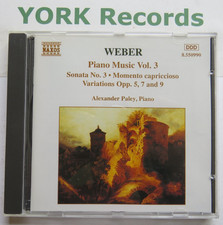 YORK Records
NAXOS
DDD
8.550990
WEBER
Piano Music Vol. 3
Sonata No. 3 • Momento capriccioso
Variations Opp. 5, 7 and 9
Alexander Paley, Piano